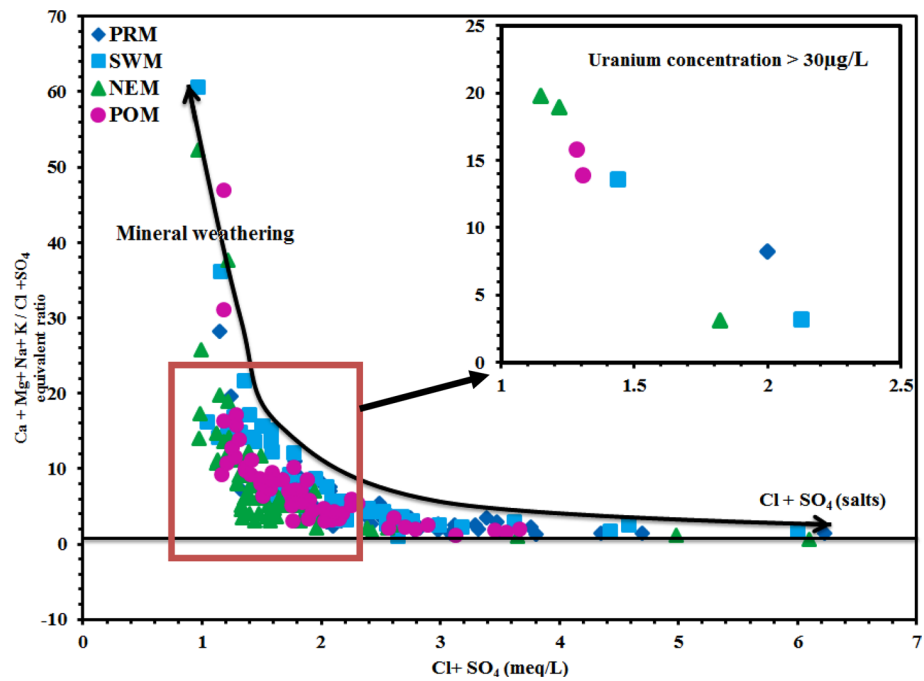 70
60
50
40
30
20
10
0
-10
0 1 2 3 4 5 6 7
Ca + Mg+ Na+ K / Cl +SO4
equivalent ratio
Cl+ SO4 (meq/L)
PRM
SWM
NEM
POM
Mineral weathering
Cl + SO4 (salts)
Uranium concentration > 30µg/L
25
20
15
10
5
0
1 1.5 2 2.5